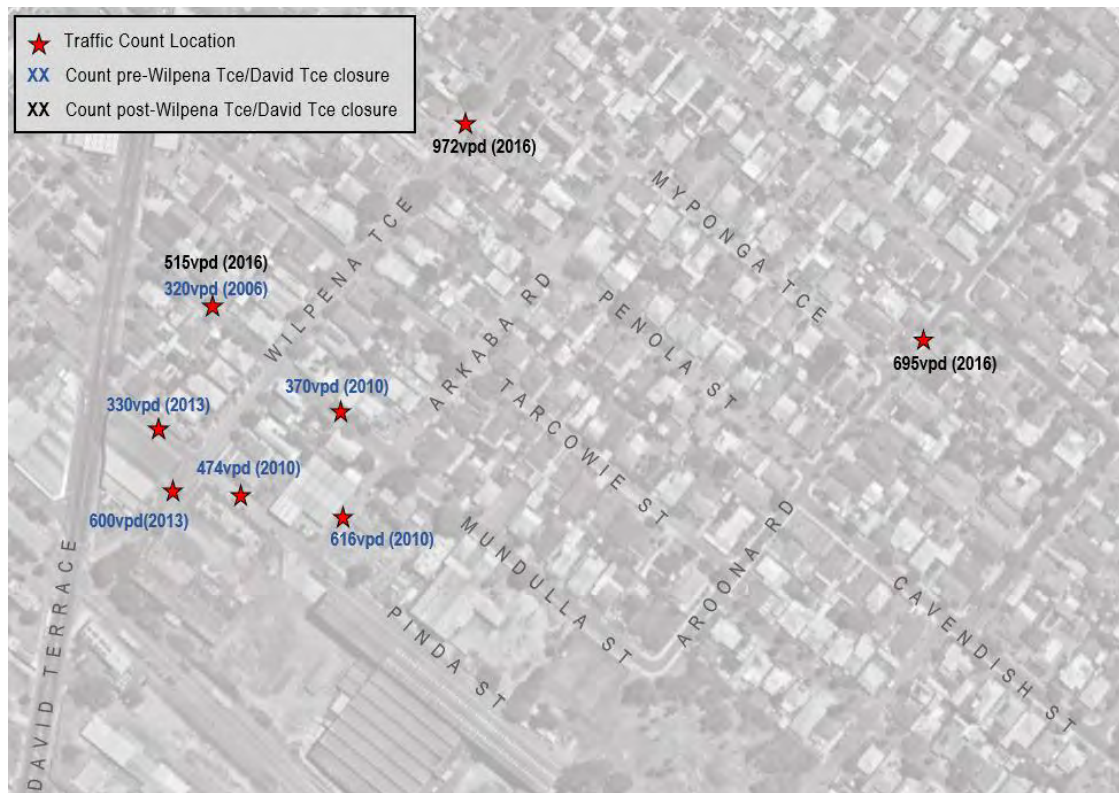 Traffic Count Location
XX Count pre-Wilpena Tce/David Tce closure
XX Count post-Wilpena Tce/David Tce closure
972vpd (2016)
MYPONGA TCE
WILPENA TCE
515vpd (2016)
320vpd (2006)
ARKABA RD
PENOLA ST
695vpd (2016)
370vpd (2010)
TARCOWIE ST
330vpd (2013)
474vpd (2010)
600vpd(2013)
616vpd (2010)
MUNDULLA ST
AROONA RD
CAVENDISH ST
PINDA ST
DAVID TERRACE